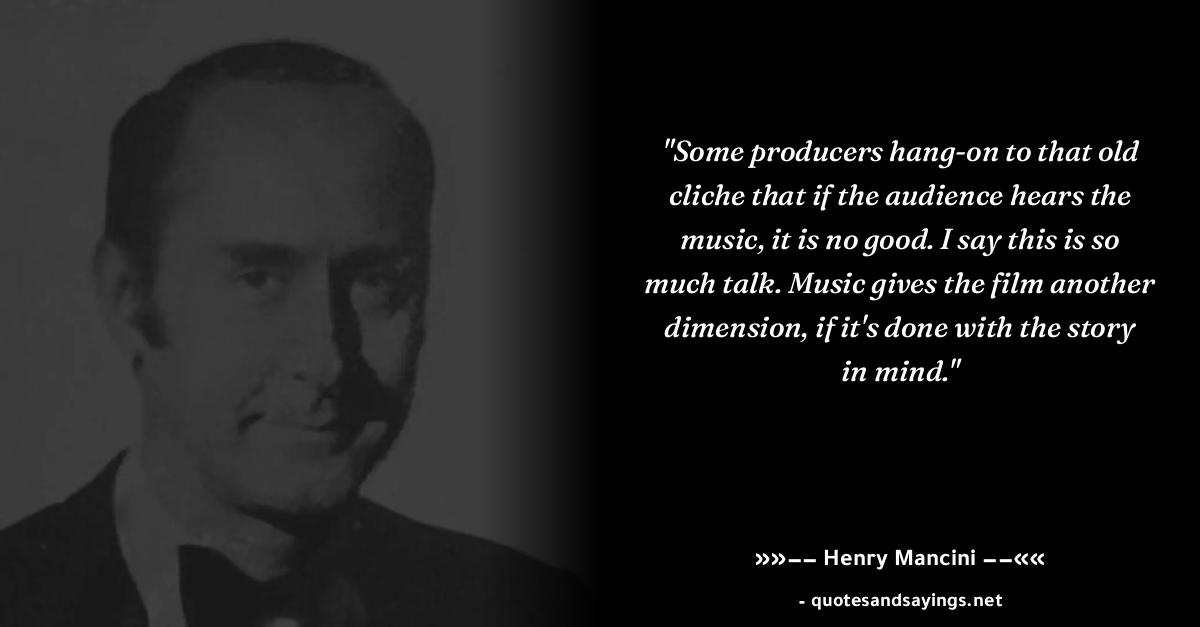 "Some producers hang-on to that old
cliche that if the audience hears the
music, it is no good. I say this is so
much talk. Music gives the film another
dimension, if it's done with the story
in mind."
»»−− Henry Mancini −−««
- quotesandsayings.net